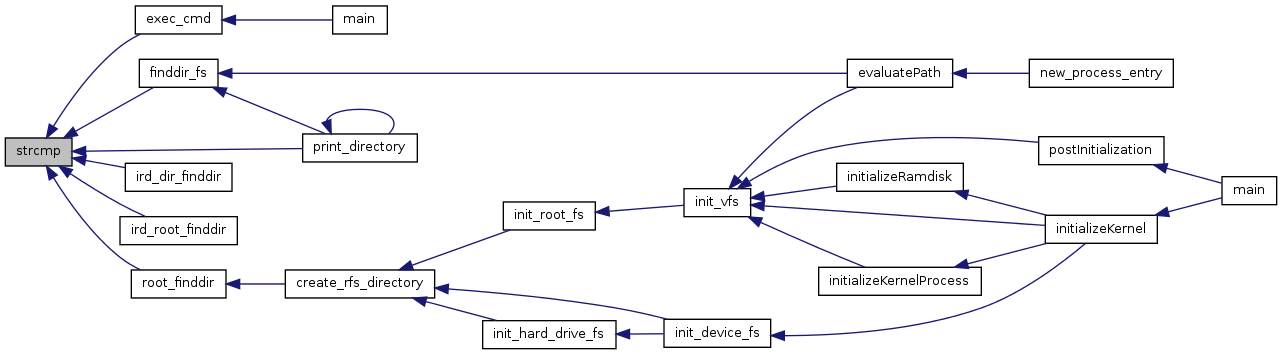 exec_cmd
main
finddir_fs
evaluatePath
new_process_entry
print_directory
strcmp
postInitialization
ird_dir_finddir
initializeRamdisk
main
init_vfs
init_root_fs
ird_root_finddir
initializeKernel
root_finddir
create_rfs_directory
initializeKernelProcess
init_hard_drive_fs
init_device_fs